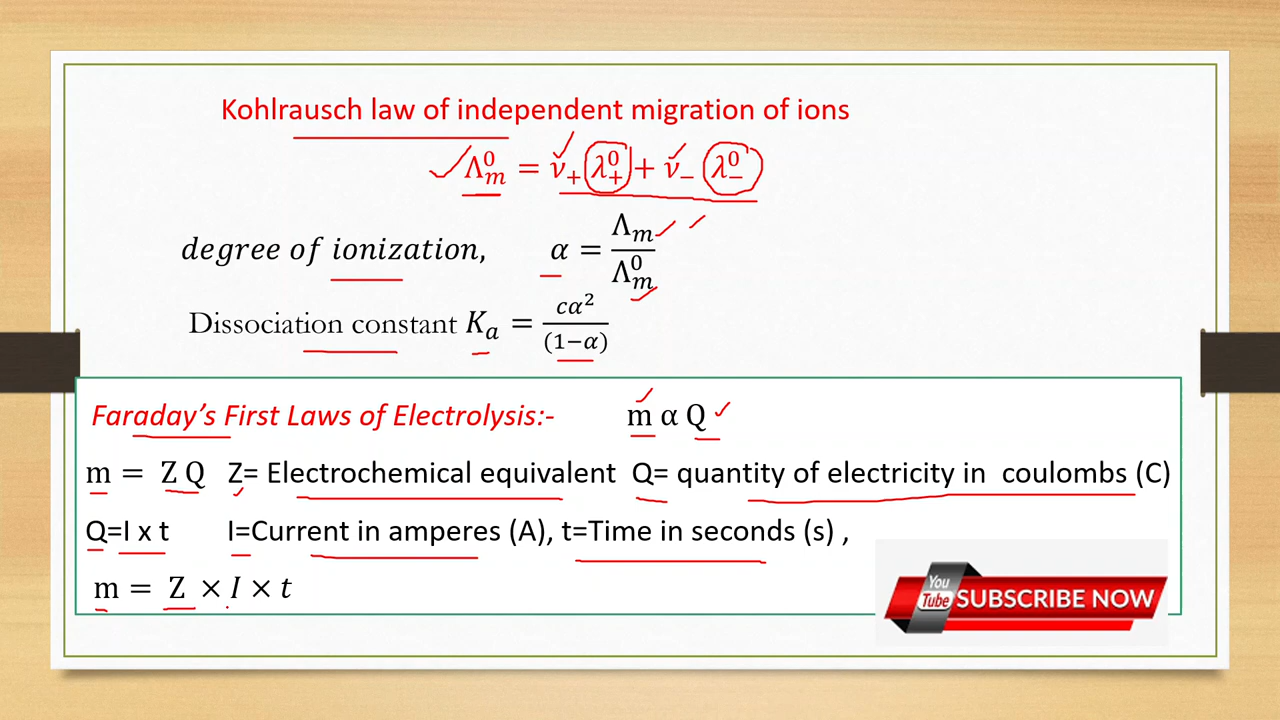 Kohlrausch law of independent migration of ions
Λ⁰ₘ = ν₊ λ⁰₊ + ν₋ λ⁰₋
degree of ionization, α = Λₘ / Λ⁰ₘ
Dissociation constant Kₐ = cα² / (1−α)
Faraday's First Laws of Electrolysis:- m α Q
m = Z Q Z= Electrochemical equivalent Q= quantity of electricity in coulombs (C)
Q=I x t I=Current in amperes (A), t=Time in seconds (s) ,
m = Z × I × t
You Tube SUBSCRIBE NOW